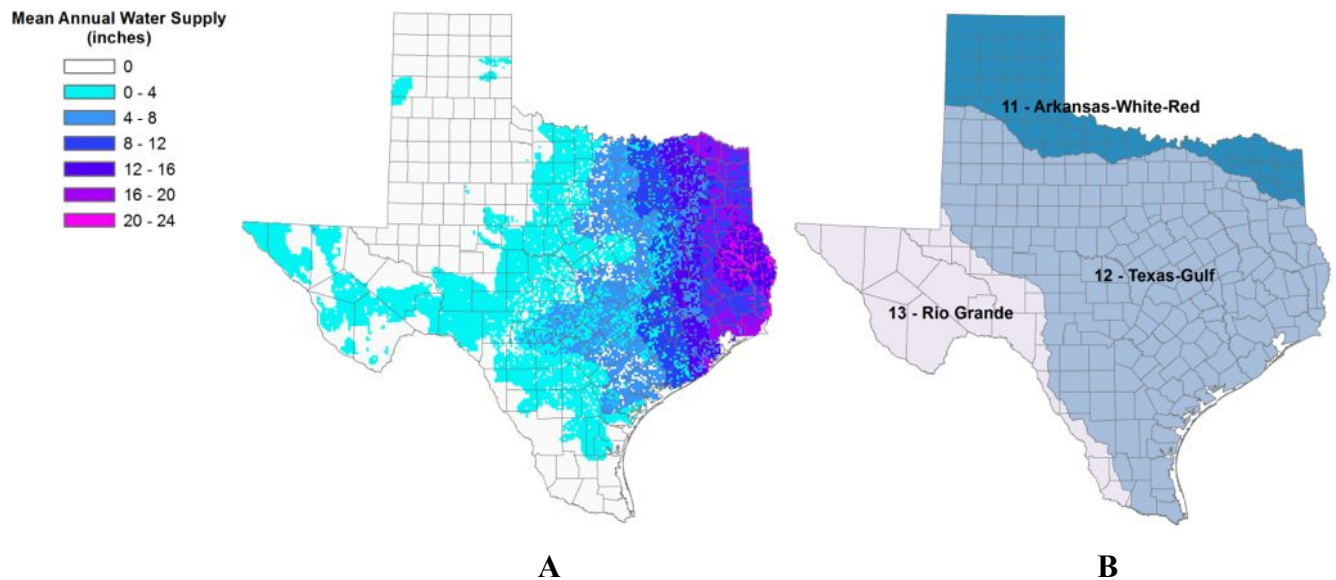 Mean Annual Water Supply
(inches)
0
0 - 4
4 - 8
8 - 12
12 - 16
16 - 20
20 - 24
11 - Arkansas-White-Red
12 - Texas-Gulf
13 - Rio Grande
A
B